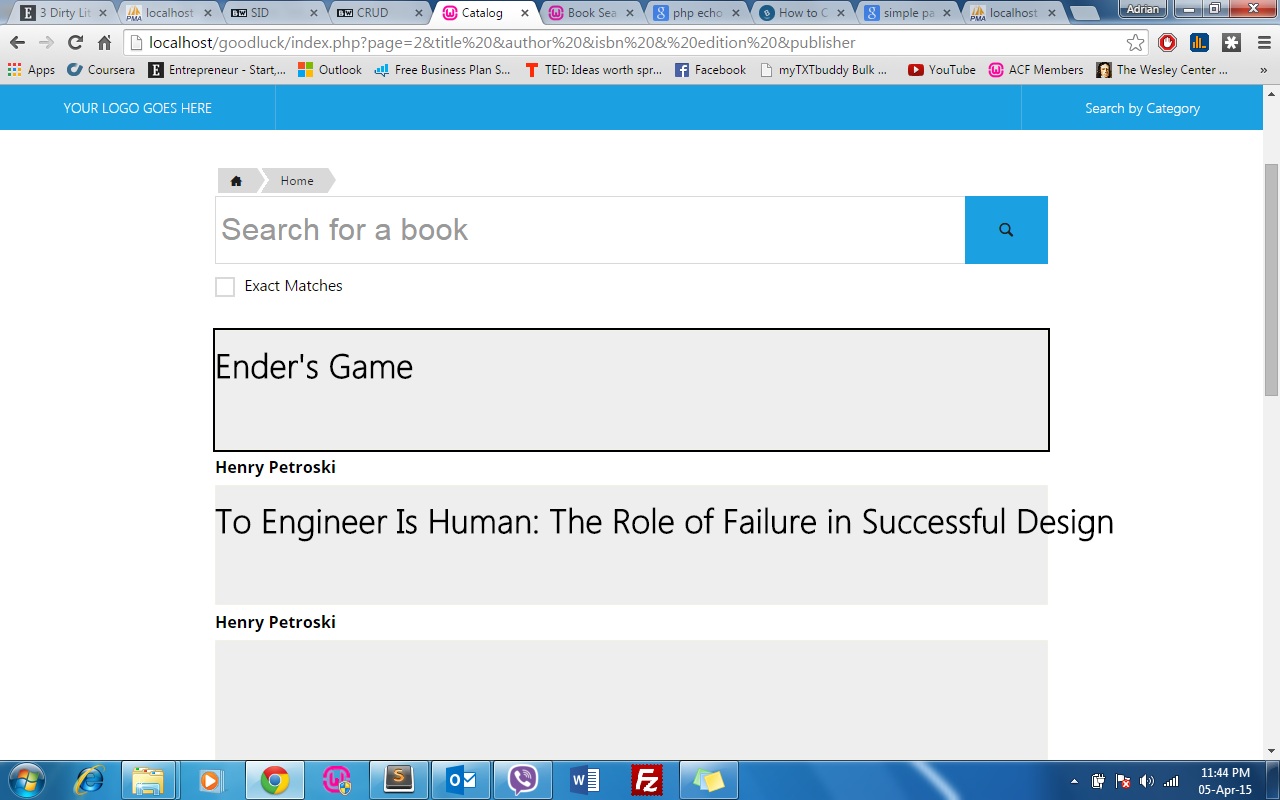 3 Dirty Lit
localhost
SID
CRUD
Catalog
Book Sea
php echo
How to C
simple pa
localhost
Adrian
localhost/goodluck/index.php?page=2&title%20&author%20&isbn%20&%20edition%20&publisher
Apps
Coursera
Entrepreneur - Start,...
Outlook
Free Business Plan S...
TED: Ideas worth spr...
Facebook
myTXTbuddy Bulk ...
YouTube
ACF Members
The Wesley Center ...
»
YOUR LOGO GOES HERE
Search by Category
Home
Search for a book
Exact Matches
Ender's Game
Henry Petroski
To Engineer Is Human: The Role of Failure in Successful Design
Henry Petroski
11:44 PM
05-Apr-15